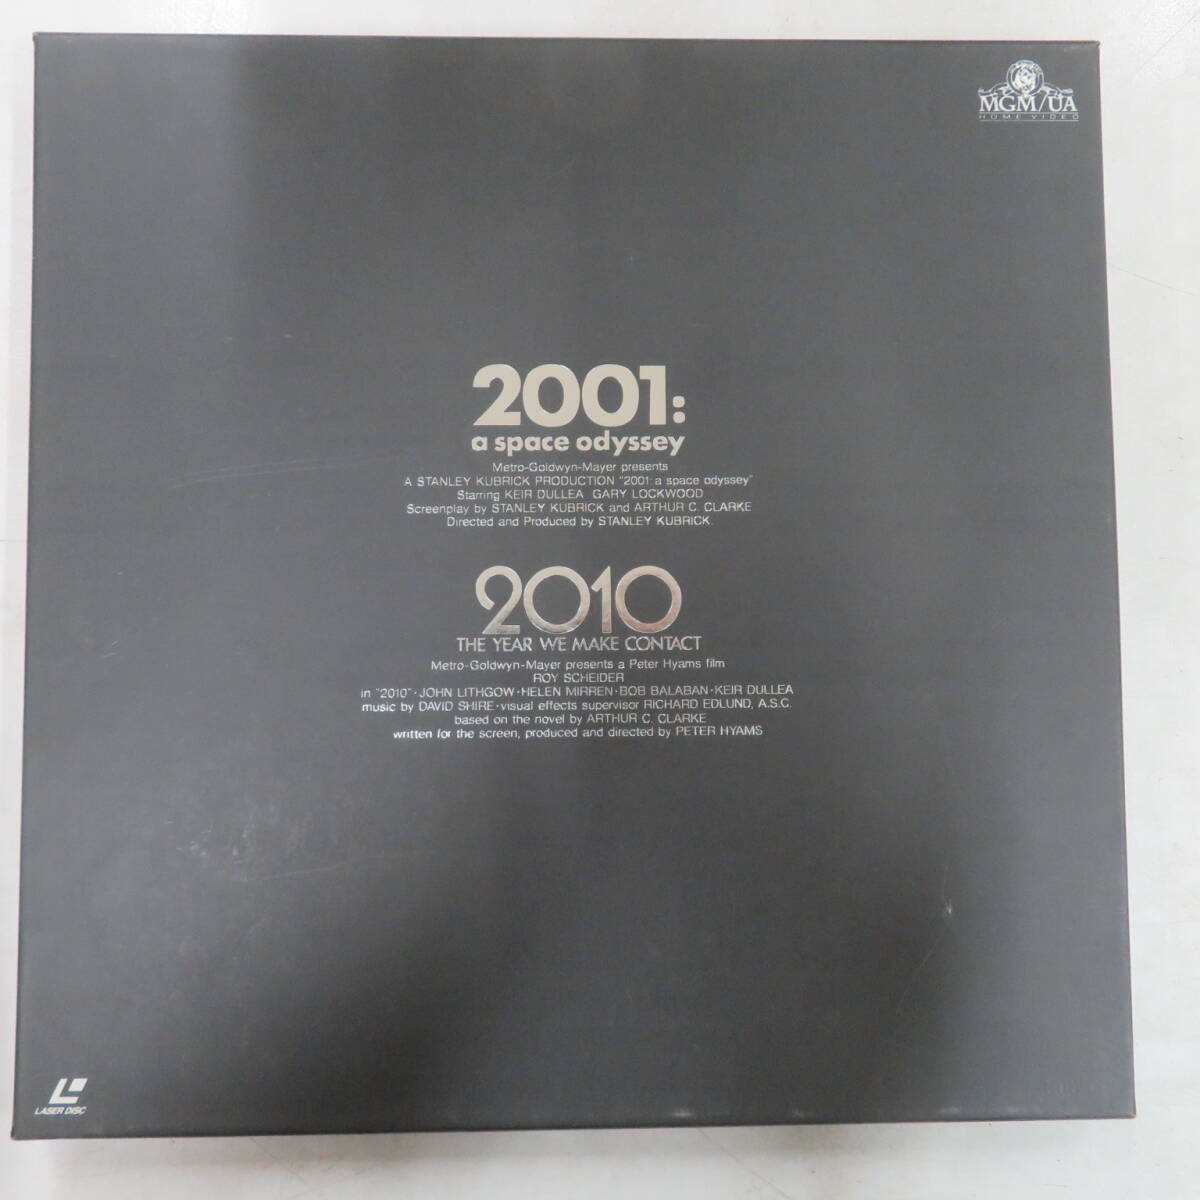 MGM/UA
HOME VIDEO
2001:
a space odyssey
Metro-Goldwyn-Mayer presents
A STANLEY KUBRICK PRODUCTION "2001: a space odyssey"
Starring KEIR DULLEA GARY LOCKWOOD
Screenplay by STANLEY KUBRICK and ARTHUR C. CLARKE
Directed and Produced by STANLEY KUBRICK.
2010
THE YEAR WE MAKE CONTACT
Metro-Goldwyn-Mayer presents a Peter Hyams film
ROY SCHEIDER
in "2010"·JOHN LITHGOW·HELEN MIRREN·BOB BALABAN·KEIR DULLEA
music by DAVID SHIRE·visual effects supervisor RICHARD EDLUND, A.S.C.
based on the novel by ARTHUR C. CLARKE
written for the screen, produced and directed by PETER HYAMS
LASER DISC